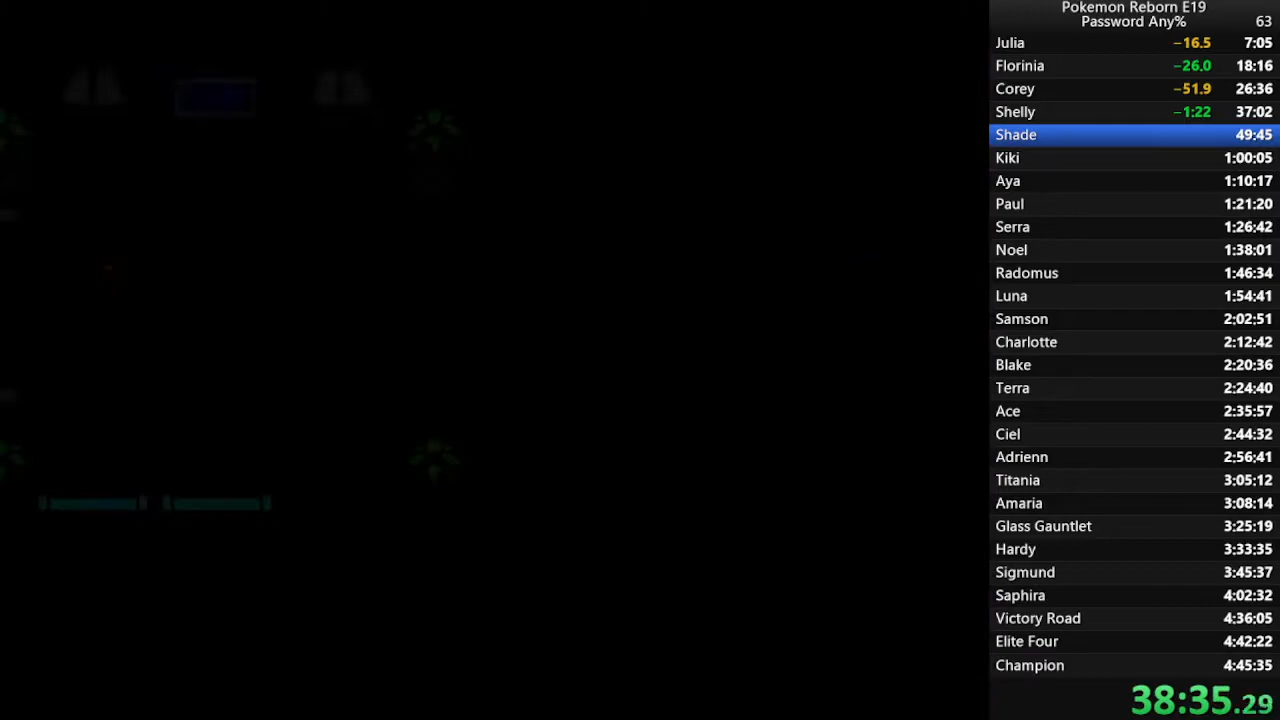 Pokemon Reborn E19
Password Any% 63
Julia −16.5 7:05
Florinia −26.0 18:16
Corey −51.9 26:36
Shelly −1:22 37:02
Shade 49:45
Kiki 1:00:05
Aya 1:10:17
Paul 1:21:20
Serra 1:26:42
Noel 1:38:01
Radomus 1:46:34
Luna 1:54:41
Samson 2:02:51
Charlotte 2:12:42
Blake 2:20:36
Terra 2:24:40
Ace 2:35:57
Ciel 2:44:32
Adrienn 2:56:41
Titania 3:05:12
Amaria 3:08:14
Glass Gauntlet 3:25:19
Hardy 3:33:35
Sigmund 3:45:37
Saphira 4:02:32
Victory Road 4:36:05
Elite Four 4:42:22
Champion 4:45:35
38:35.29